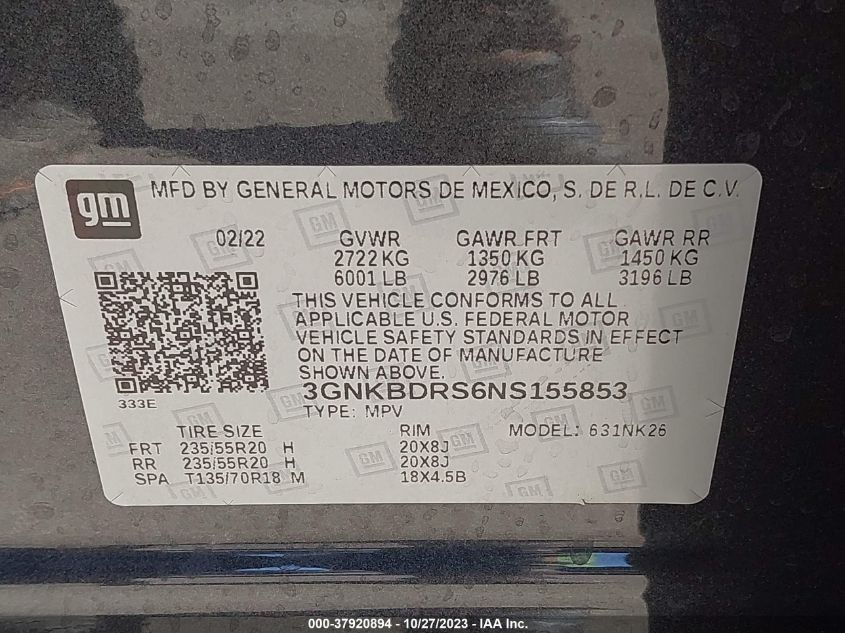 gm MFD BY GENERAL MOTORS DE MEXICO, S. DE R.L. DE C.V.
02/22 GVWR GAWR FRT GAWR RR
2722 KG 1350 KG 1450 KG
6001 LB 2976 LB 3196 LB
THIS VEHICLE CONFORMS TO ALL
APPLICABLE U.S. FEDERAL MOTOR
VEHICLE SAFETY STANDARDS IN EFFECT
ON THE DATE OF MANUFACTURE
SHOWN ABOVE.
333E 3GNKBDRS6NS155853
TYPE: MPV
TIRE SIZE RIM MODEL: 631NK26
FRT 235/55R20 H 20X8J
RR 235/55R20 H 20X8J
SPA T135/70R18 M 18X4.5B
000-37920894 - 10/27/2023 - IAA Inc.